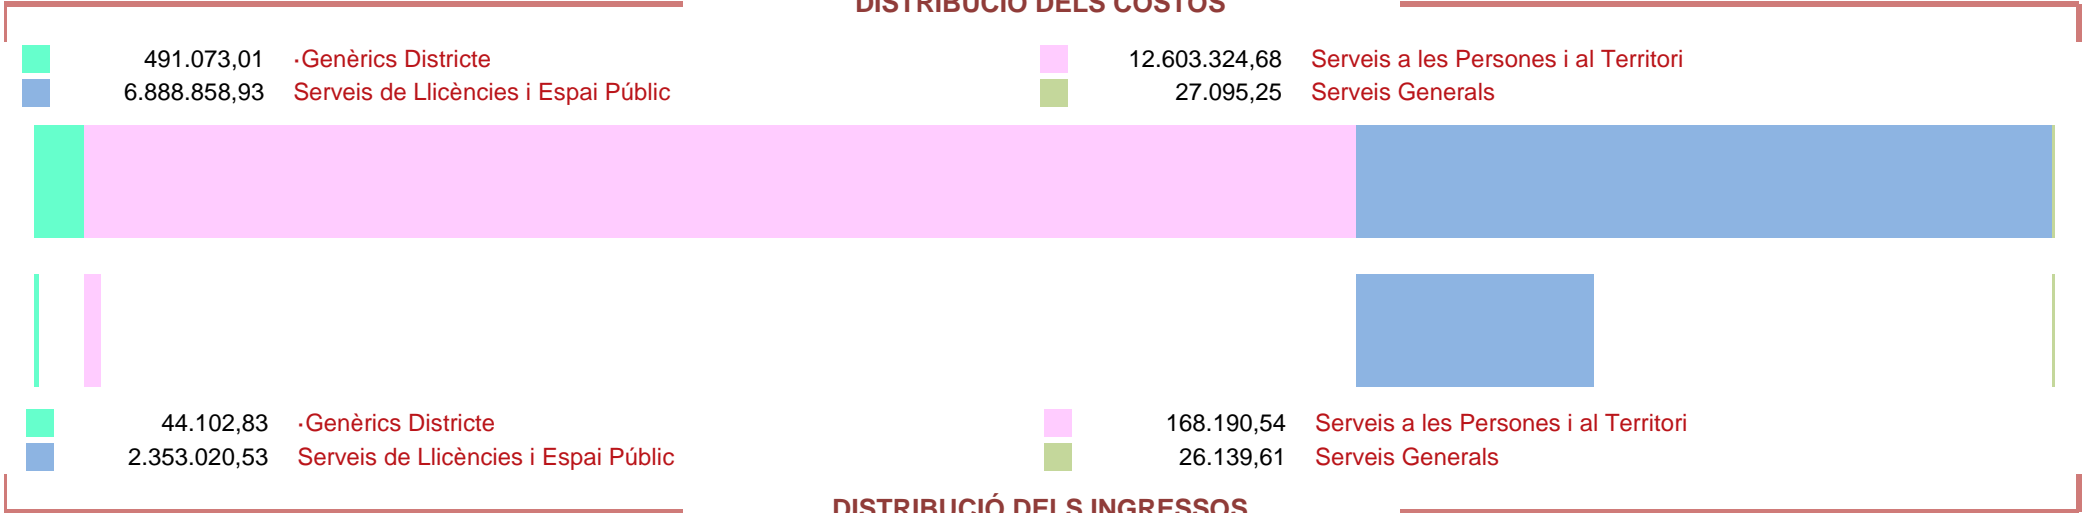 DISTRIBUCIÓ DELS COSTOS
491.073,01 ·Genèrics Districte
12.603.324,68 Serveis a les Persones i al Territori
6.888.858,93 Serveis de Llicències i Espai Públic
27.095,25 Serveis Generals
44.102,83 ·Genèrics Districte
168.190,54 Serveis a les Persones i al Territori
2.353.020,53 Serveis de Llicències i Espai Públic
26.139,61 Serveis Generals
DISTRIBUCIÓ DELS INGRESSOS